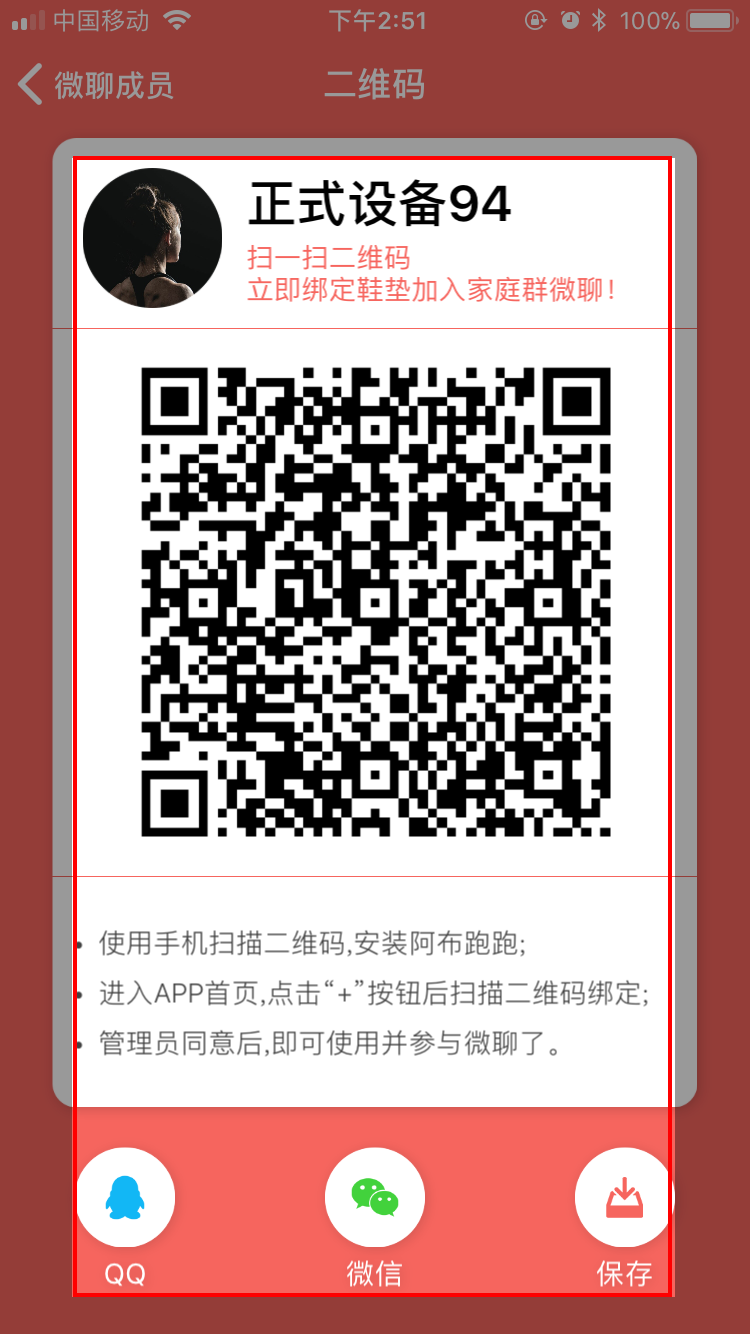 中国移动
下午2:51
100%
微聊成员
二维码
正式设备94
扫一扫二维码
立即绑定鞋垫加入家庭群微聊!
使用手机扫描二维码,安装阿布跑跑;
进入APP首页,点击“+”按钮后扫描二维码绑定;
管理员同意后,即可使用并参与微聊了。
QQ
微信
保存